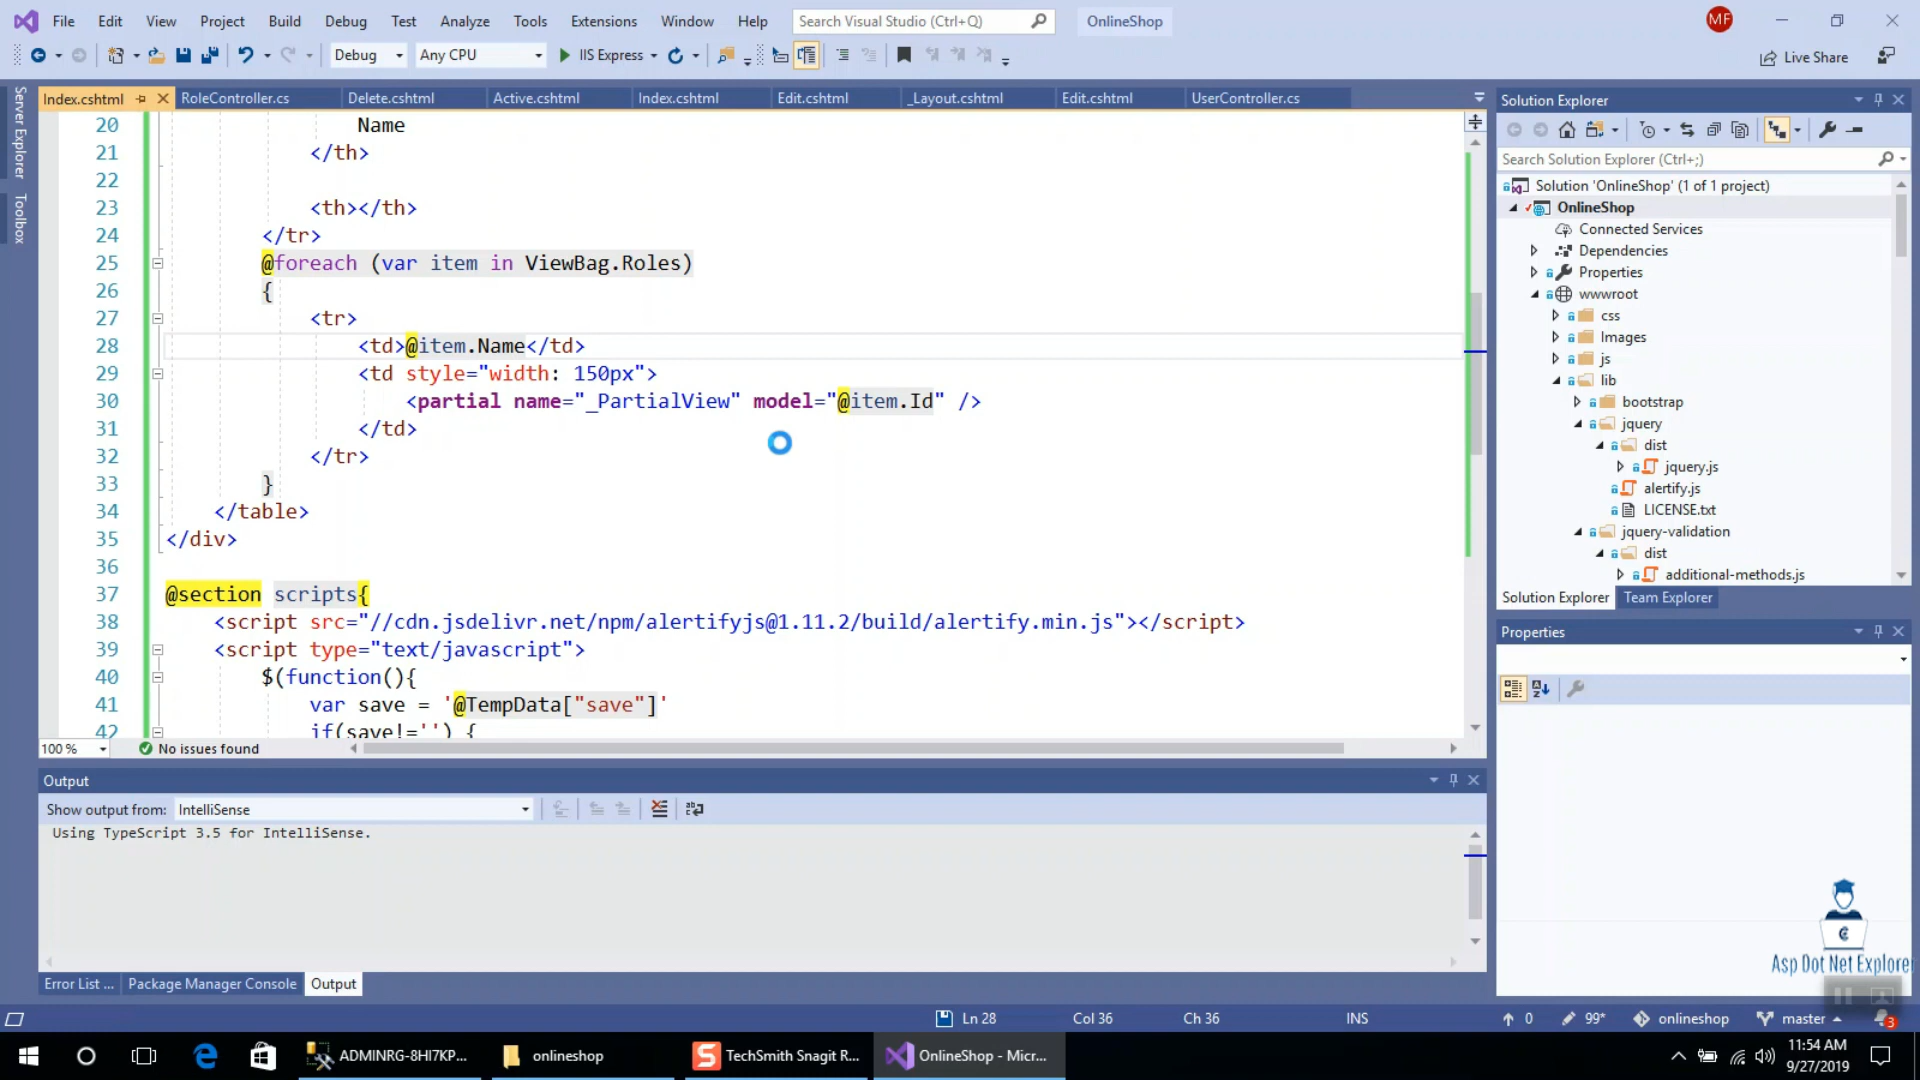 File Edit View Project Build Debug Test Analyze Tools Extensions Window Help Search Visual Studio (Ctrl+Q) OnlineShop MF
Debug Any CPU IIS Express Live Share
Server Explorer
Toolbox
Index.cshtml RoleController.cs Delete.cshtml Active.cshtml Index.cshtml Edit.cshtml _Layout.cshtml Edit.cshtml UserController.cs
20 Name
21 </th>
22
23 <th></th>
24 </tr>
25 @foreach (var item in ViewBag.Roles)
26 {
27 <tr>
28 <td>@item.Name</td>
29 <td style="width: 150px">
30 <partial name="_PartialView" model="@item.Id" />
31 </td>
32 </tr>
33 }
34 </table>
35 </div>
36
37 @section scripts{
38 <script src="//cdn.jsdelivr.net/npm/alertifyjs@1.11.2/build/alertify.min.js"></script>
39 <script type="text/javascript">
40 $(function(){
41 var save = '@TempData["save"]'
42 if(save!='') {
100 % No issues found
Output
Show output from: IntelliSense
Using TypeScript 3.5 for IntelliSense.
Error List ... Package Manager Console Output
Solution Explorer
Search Solution Explorer (Ctrl+;)
Solution 'OnlineShop' (1 of 1 project)
OnlineShop
Connected Services
Dependencies
Properties
wwwroot
css
Images
js
lib
bootstrap
jquery
dist
jquery.js
alertify.js
LICENSE.txt
jquery-validation
dist
additional-methods.js
Solution Explorer Team Explorer
Properties
Asp Dot Net Explorer
Ln 28 Col 36 Ch 36 INS 0 99* onlineshop master 3
ADMINRG-8HI7KP... onlineshop TechSmith Snagit R... OnlineShop - Micr... 11:54 AM
9/27/2019